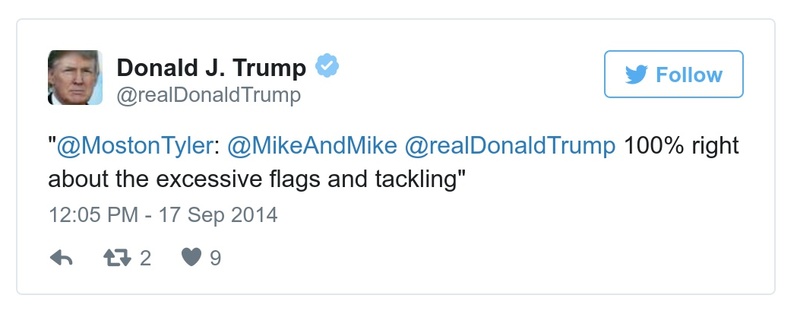 Donald J. Trump
@realDonaldTrump
Follow
"@MostonTyler: @MikeAndMike @realDonaldTrump 100% right
about the excessive flags and tackling"
12:05 PM - 17 Sep 2014
2 9